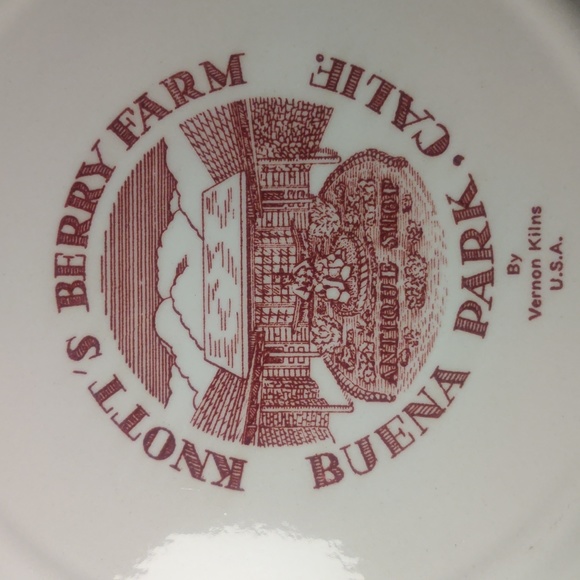 KNOTT'S BERRY FARM
ANTIQUE SHOP
BUENA PARK, CALIF.
By
Vernon Kilns
U.S.A.